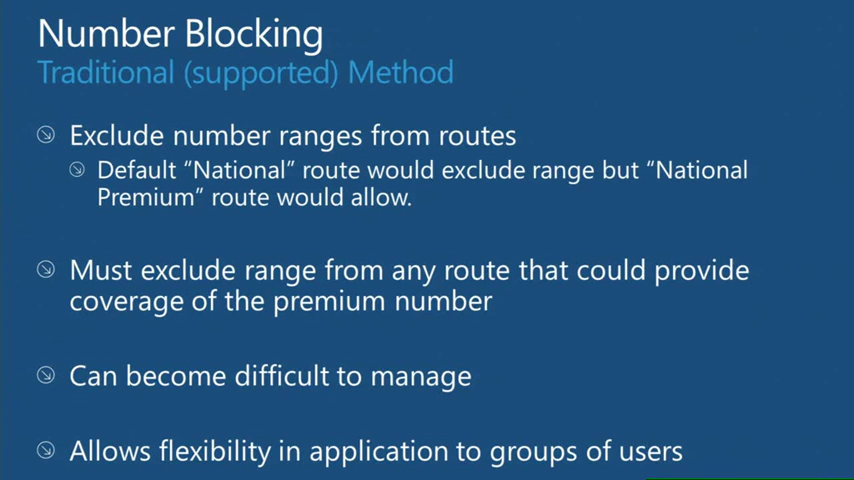 Number Blocking
Traditional (supported) Method
Exclude number ranges from routes
Default “National” route would exclude range but “National
Premium” route would allow.
Must exclude range from any route that could provide
coverage of the premium number
Can become difficult to manage
Allows flexibility in application to groups of users